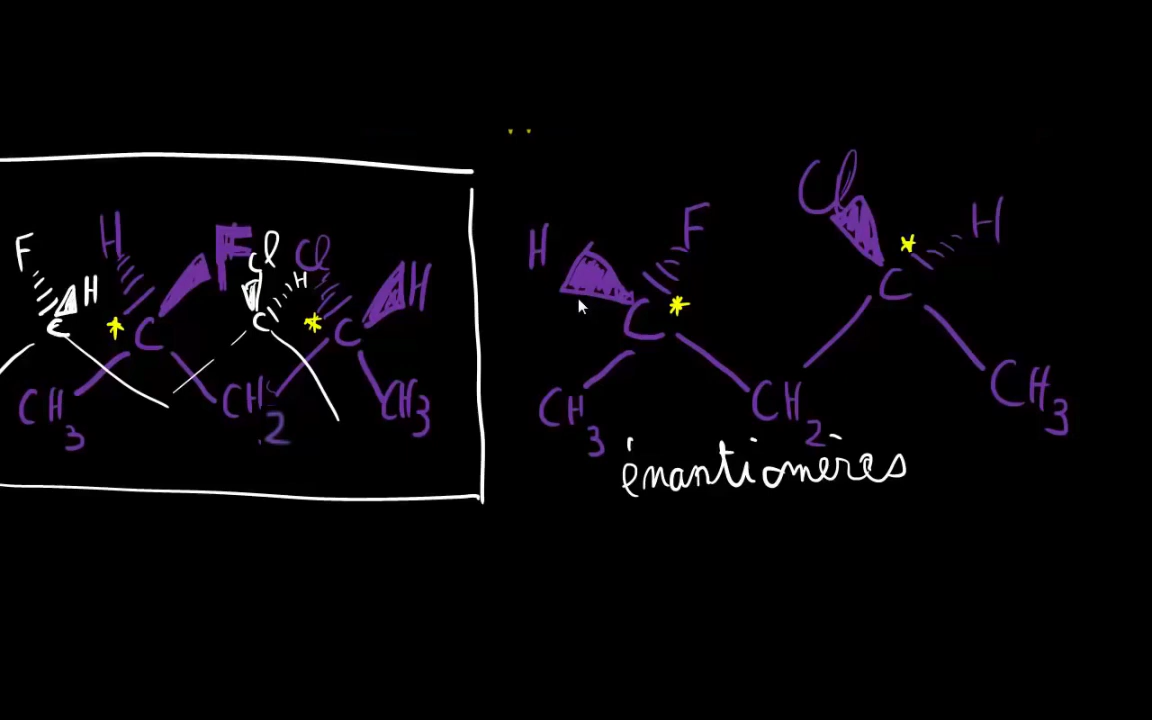 Cl
F H Cl Cl H F H
F H H
C C C C C C
CH3 CH2 CH3 CH3 CH2 CH3
énantiomères